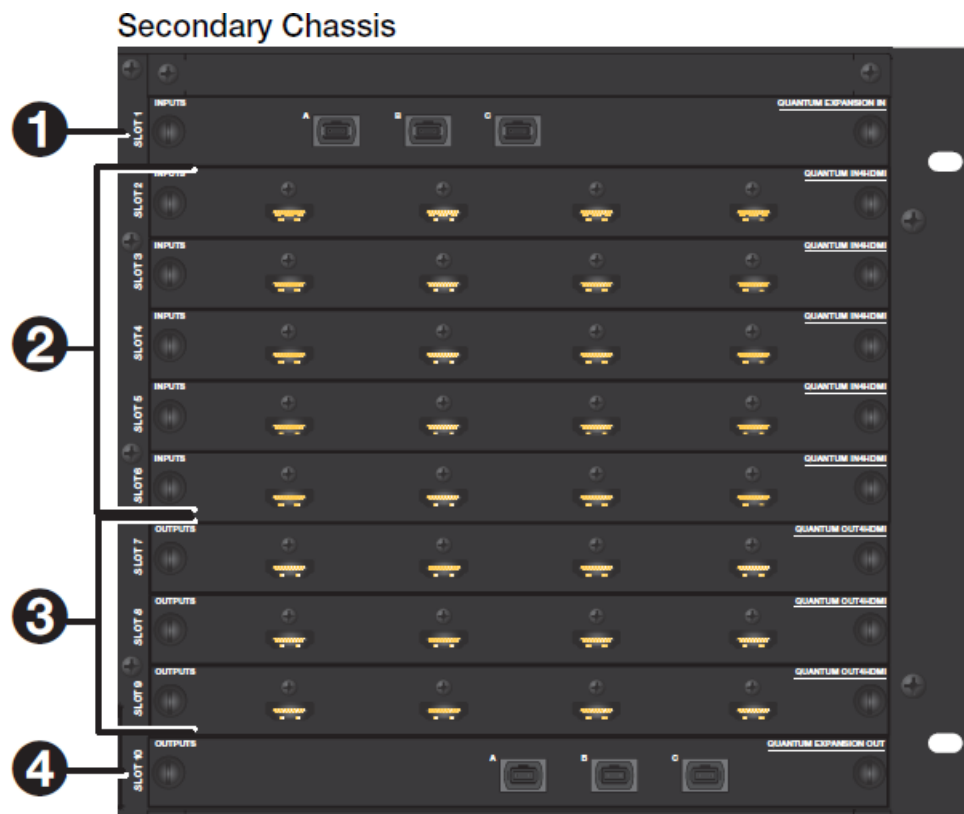 Secondary Chassis
1
SLOT 1
INPUTS
A
B
C
QUANTUM EXPANSION IN
2
SLOT 2
INPUTS
QUANTUM IN4HDMI
SLOT 3
INPUTS
QUANTUM IN4HDMI
SLOT 4
INPUTS
QUANTUM IN4HDMI
SLOT 5
INPUTS
QUANTUM IN4HDMI
SLOT 6
INPUTS
QUANTUM IN4HDMI
3
SLOT 7
OUTPUTS
QUANTUM OUT4HDMI
SLOT 8
OUTPUTS
QUANTUM OUT4HDMI
SLOT 9
OUTPUTS
QUANTUM OUT4HDMI
4
SLOT 10
OUTPUTS
A
B
C
QUANTUM EXPANSION OUT